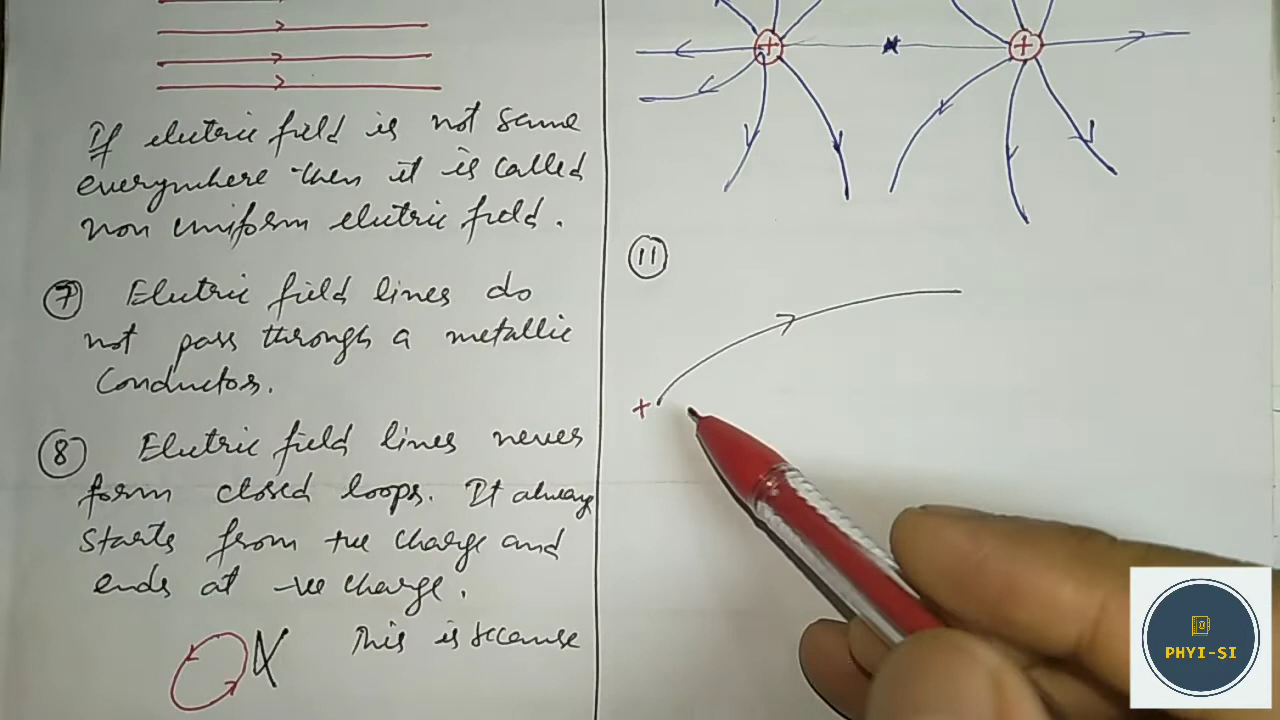 If electric field is not same
everywhere then it is called
non uniform electric field.
⑦ Electric field lines do
not pass through a metallic
conductor.
⑧ Electric field lines never
form closed loops. It always
starts from +ve charge and
ends at -ve charge.
This is because
+
+
⑪
+
PHYI-SI